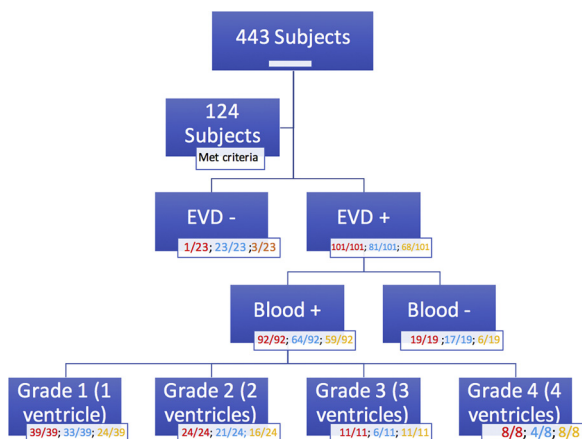 443 Subjects
124
Subjects
Met criteria
EVD -
1/23; 23/23 ;3/23
EVD +
101/101; 81/101; 68/101
Blood +
92/92; 64/92; 59/92
Blood -
19/19 ;17/19 ;6/19
Grade 1 (1
ventricle)
39/39; 33/39; 24/39
Grade 2 (2
ventricles)
24/24; 21/24; 16/24
Grade 3 (3
ventricles)
11/11; 6/11; 11/11
Grade 4 (4
ventricles)
8/8; 4/8; 8/8